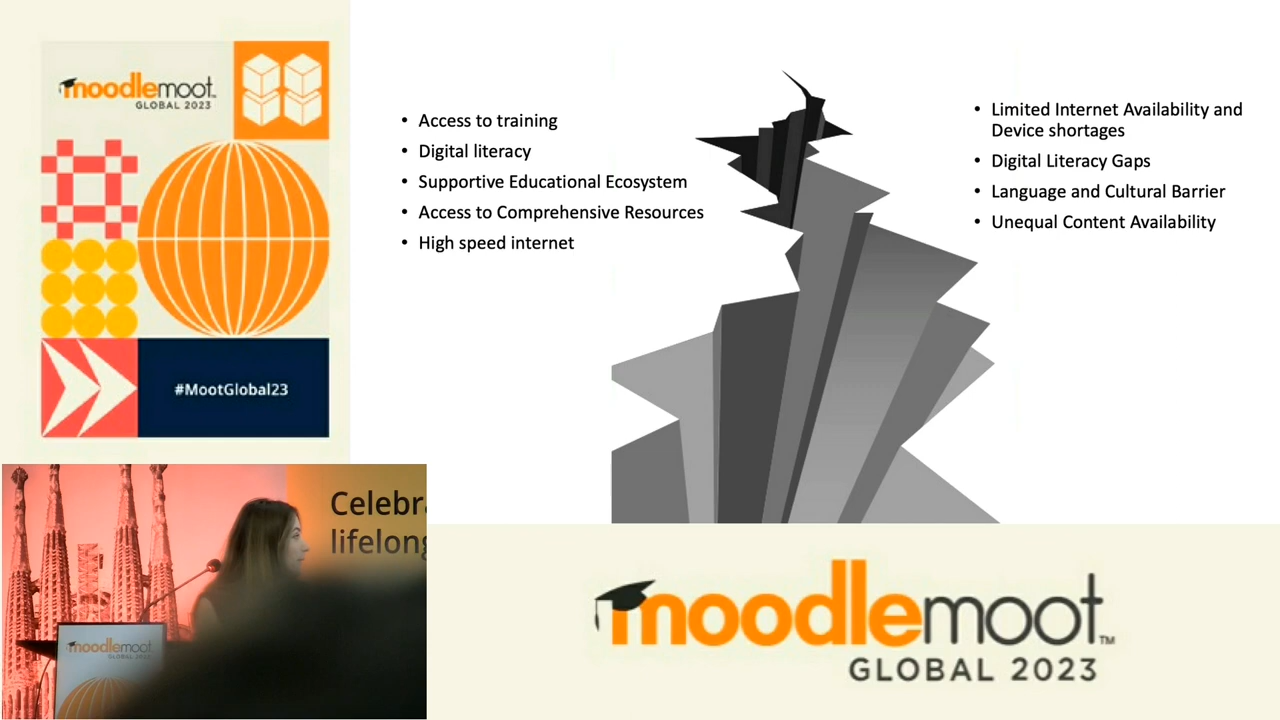 moodlemoot
GLOBAL 2023
#MootGlobal23
• Access to training
• Digital literacy
• Supportive Educational Ecosystem
• Access to Comprehensive Resources
• High speed internet
• Limited Internet Availability and
Device shortages
• Digital Literacy Gaps
• Language and Cultural Barrier
• Unequal Content Availability
Celebra
lifelong
moodlemoot
GLOBAL 2023
moodlemoot™
GLOBAL 2023